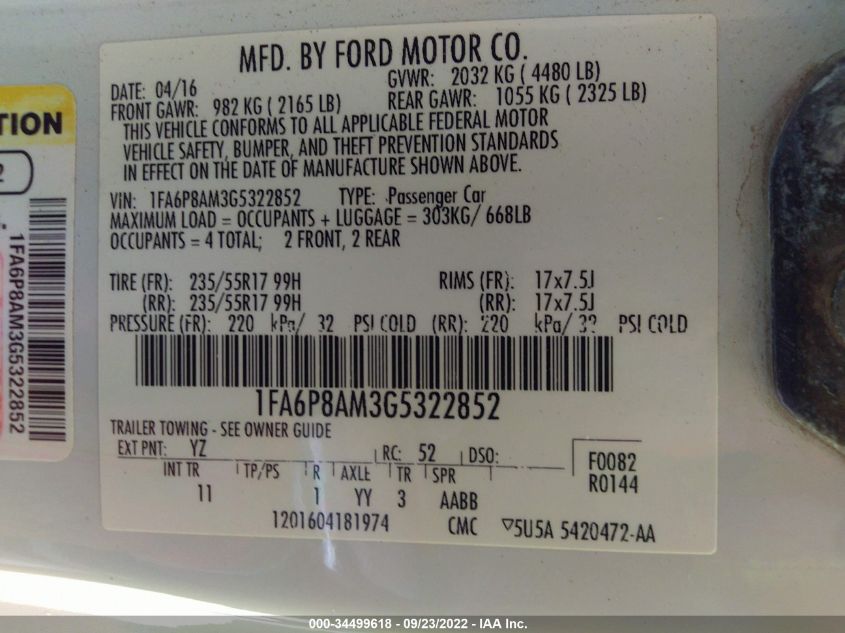 MFD. BY FORD MOTOR CO.
DATE: 04/16
GVWR: 2032 KG ( 4480 LB)
FRONT GAWR: 982 KG ( 2165 LB)
REAR GAWR: 1055 KG ( 2325 LB)
THIS VEHICLE CONFORMS TO ALL APPLICABLE FEDERAL MOTOR
VEHICLE SAFETY, BUMPER, AND THEFT PREVENTION STANDARDS
IN EFFECT ON THE DATE OF MANUFACTURE SHOWN ABOVE.
VIN: 1FA6P8AM3G5322852 TYPE: Passenger Car
MAXIMUM LOAD = OCCUPANTS + LUGGAGE = 303KG/ 668LB
OCCUPANTS = 4 TOTAL; 2 FRONT, 2 REAR
TIRE (FR): 235/55R17 99H RIMS (FR): 17x7.5J
(RR): 235/55R17 99H (RR): 17x7.5J
PRESSURE (FR): 220 kPa/ 32 PSI COLD (RR): 220 kPa/ 32 PSI COLD
1FA6P8AM3G5322852
TRAILER TOWING - SEE OWNER GUIDE
EXT PNT: YZ RC: 52 DSO:
F0082
R0144
INT TR TP/PS R AXLE TR SPR
11 1 YY 3 AABB
1201604181974 CMC ▽5U5A 5420472-AA
TION
2
1FA6P8AM3G5322852
000-34499618 - 09/23/2022 - IAA Inc.